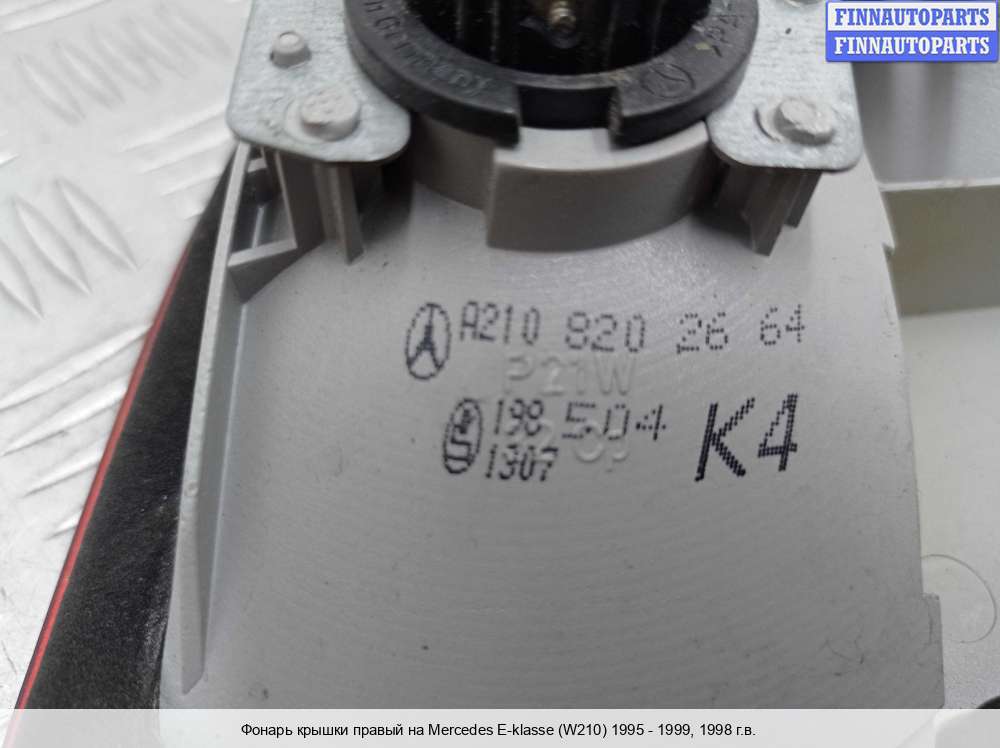 FINNAUTOPARTS
FINNAUTOPARTS
A210 820 26 64
P21W
198 504 K4
1307
Фонарь крышки правый на Mercedes E-klasse (W210) 1995 - 1999, 1998 г.в.